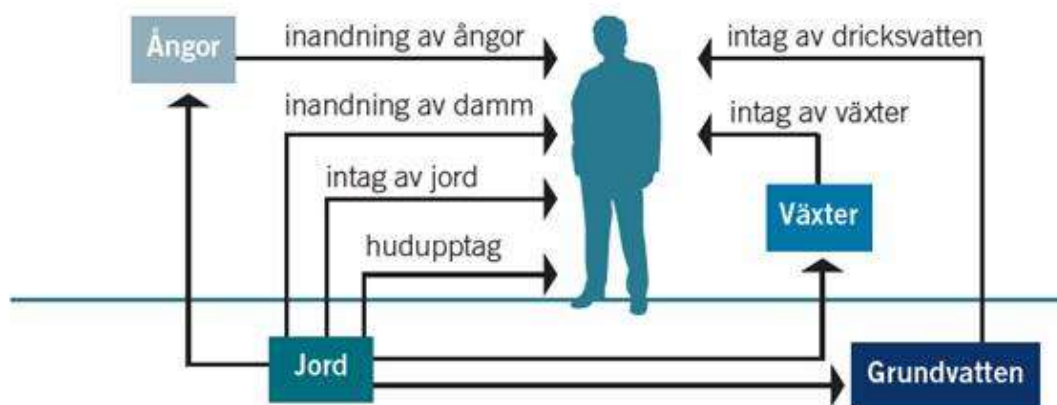 Ångor
inandning av ångor
intag av dricksvatten
inandning av damm
intag av växter
intag av jord
Växter
hudupptag
Jord
Grundvatten